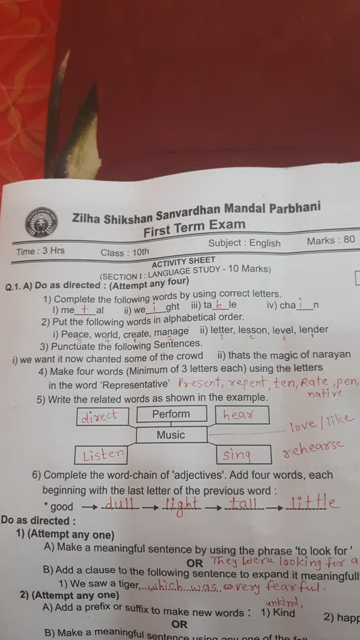 Zilha Shikshan Sanvardhan Mandal Parbhani
First Term Exam
Time : 3 Hrs Class : 10th Subject : English Marks : 80
ACTIVITY SHEET
(SECTION I : LANGUAGE STUDY - 10 Marks)
Q.1. A) Do as directed : (Attempt any four)
1) Complete the following words by using correct letters.
I) me t al ii) we i ght iii) ta b le iv) cha i n
2) Put the following words in alphabetical order.
i) Peace, world, create, manage ii) letter, lesson, level, lender
3) Punctuate the following Sentences.
i) we want it now chanted some of the crowd ii) thats the magic of narayan
4) Make four words (Minimum of 3 letters each) using the letters
in the word 'Representative' Present, repent, ten, Rate, pen,
native
5) Write the related words as shown in the example.
direct Perform hear
Music love/like
Listen sing rehearse
6) Complete the word-chain of 'adjectives'. Add four words, each
beginning with the last letter of the previous word :
* good → dull → light → tall → little
Do as directed :
1) (Attempt any one)
A) Make a meaningful sentence by using the phrase 'to look for '
OR They were looking for a
B) Add a clause to the following sentence to expand it meaningfull
1) We saw a tiger, which was very fearful.
2) (Attempt any one) unkind,
A) Add a prefix or suffix to make new words : 1) Kind 2) happ
OR